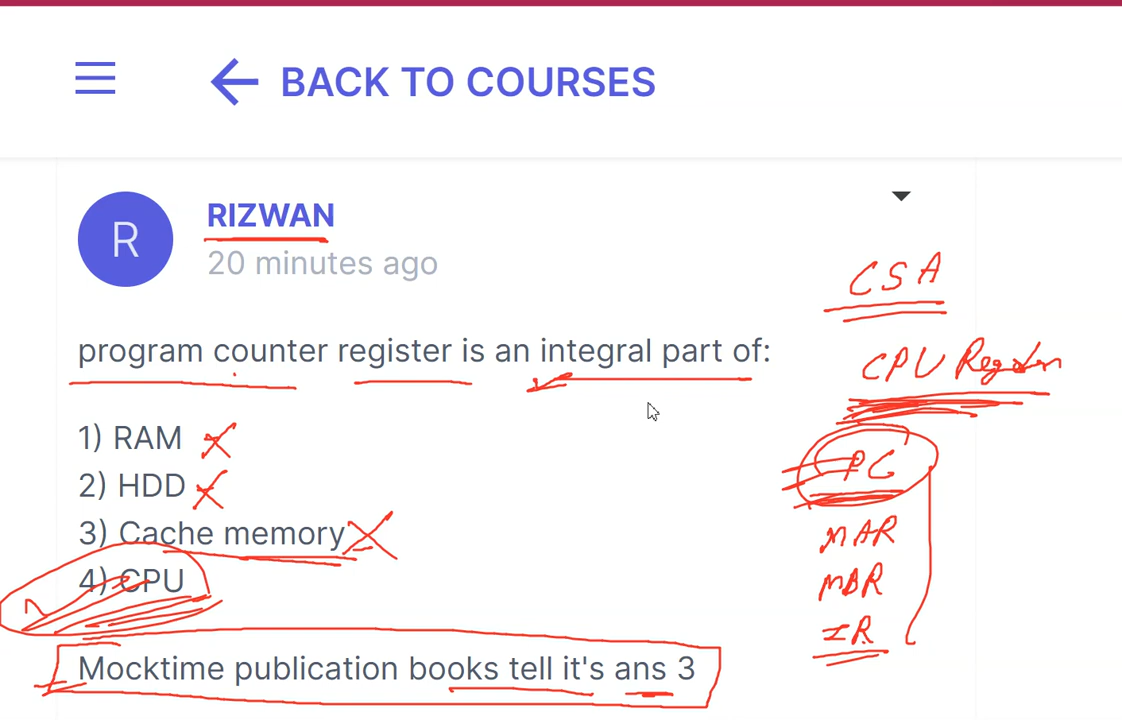 BACK TO COURSES
R
RIZWAN
20 minutes ago
program counter register is an integral part of:
1) RAM
2) HDD
3) Cache memory
4) CPU
Mocktime publication books tell it's ans 3
CSA
CPU Register
PC
MAR
MBR
IR